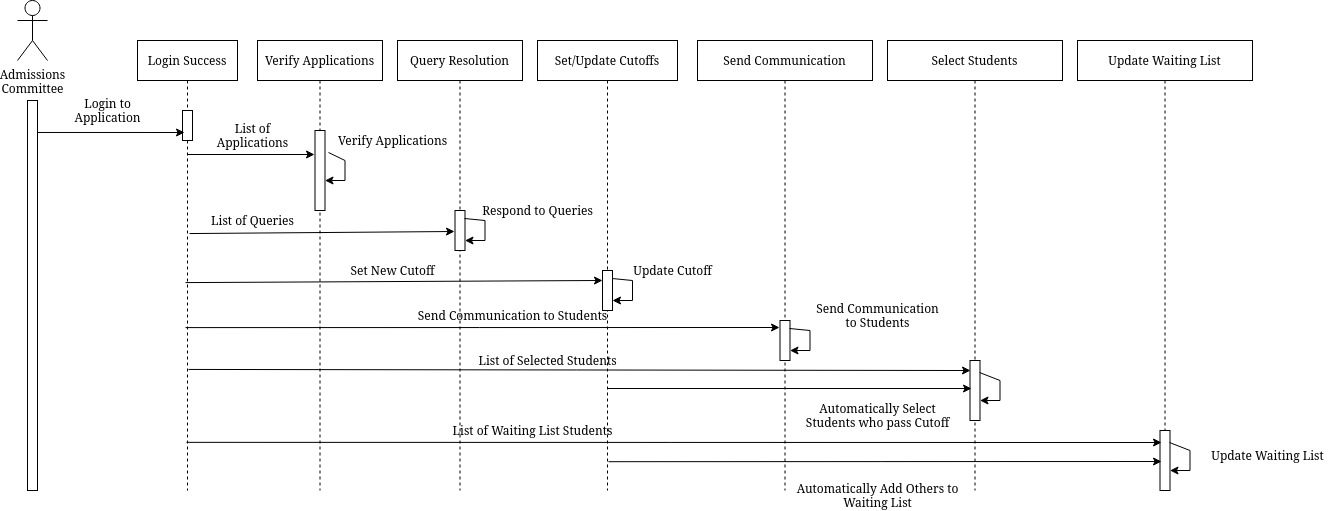 Admissions
Committee
Login Success
Verify Applications
Query Resolution
Set/Update Cutoffs
Send Communication
Select Students
Update Waiting List
Login to
Application
List of
Applications
Verify Applications
List of Queries
Respond to Queries
Set New Cutoff
Update Cutoff
Send Communication to Students
Send Communication
to Students
List of Selected Students
Automatically Select
Students who pass Cutoff
List of Waiting List Students
Update Waiting List
Automatically Add Others to
Waiting List